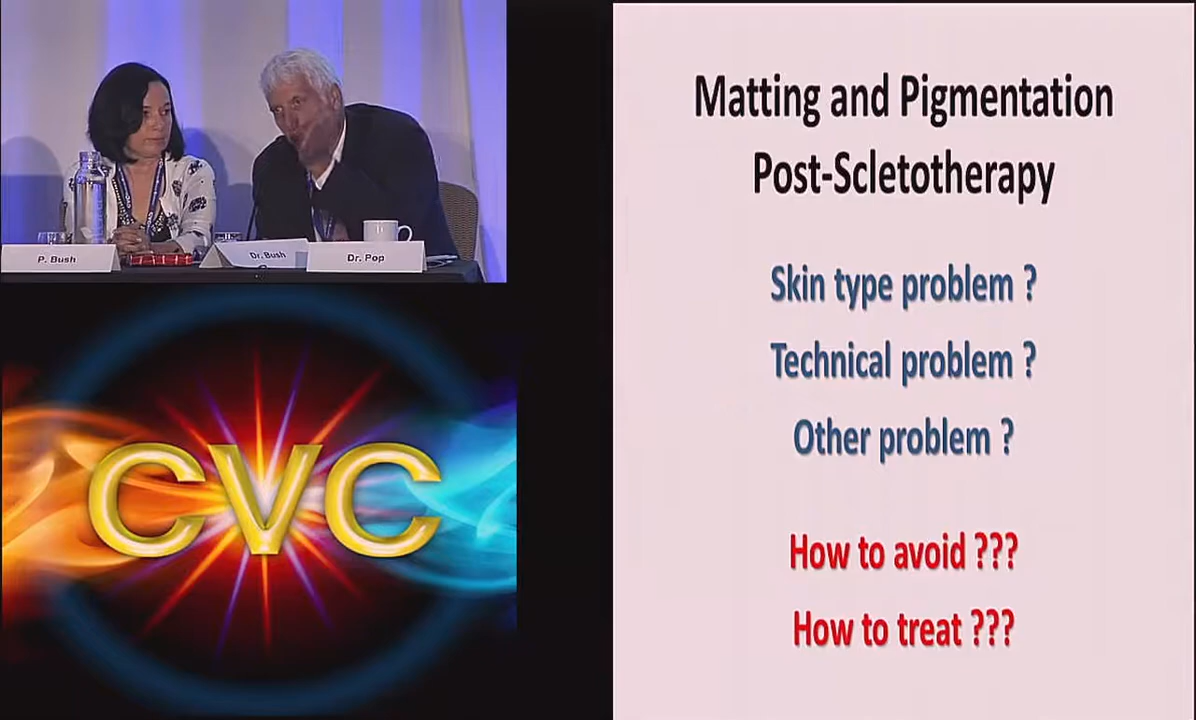 P. Bush
Dr. Bush
Dr. Pop
CVC
Matting and Pigmentation
Post-Scletotherapy
Skin type problem ?
Technical problem ?
Other problem ?
How to avoid ???
How to treat ???